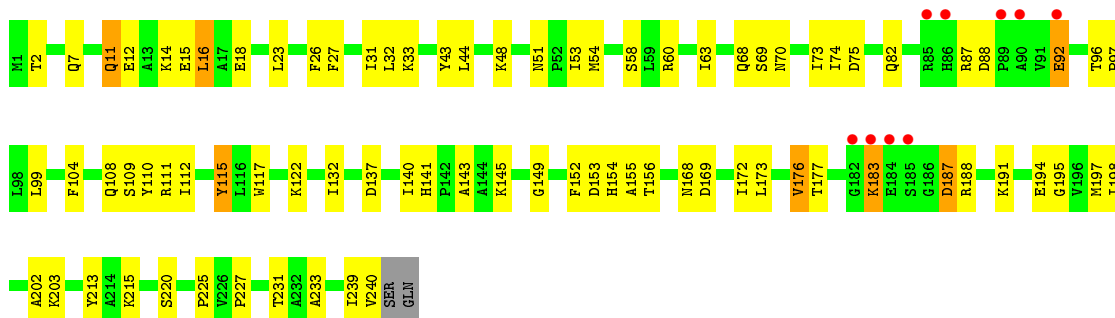 M1 T2 Q7 Q11 E12 A13 K14 E15 L16 A17 E18 L23 F26 F27 I31 L32 K33 Y43 L44 K48 N51 P52 I53 M54 S58 L59 R60 I63 Q68 S69 N70 I73 I74 D75 Q82 R85 H86 R87 D88 P89 A90 V91 E92 T96 P97
L98 L99 F104 Q108 S109 Y110 R111 I112 Y115 L116 W117 K122 I132 D137 I140 H141 P142 A143 A144 K145 G149 F152 D153 H154 A155 T156 N168 D169 I172 L173 V176 T177 G182 K183 E184 S185 G186 D187 R188 K191 E194 G195 V196 M197 I198
A202 K203 Y213 A214 K215 S220 P225 V226 P227 T231 A232 A233 I239 V240 SER GLN